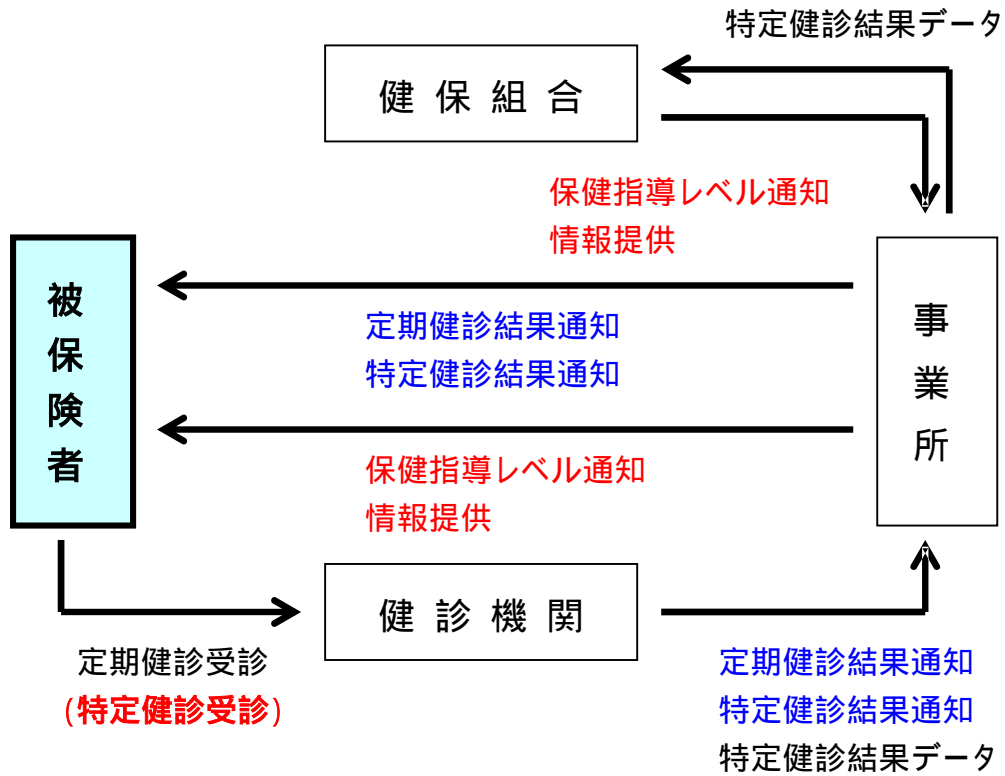 特定健診結果データ
健保組合
保健指導レベル通知
情報提供
被保険者
事業所
定期健診結果通知
特定健診結果通知
保健指導レベル通知
情報提供
健診機関
定期健診受診
(特定健診受診)
定期健診結果通知
特定健診結果通知
特定健診結果データ